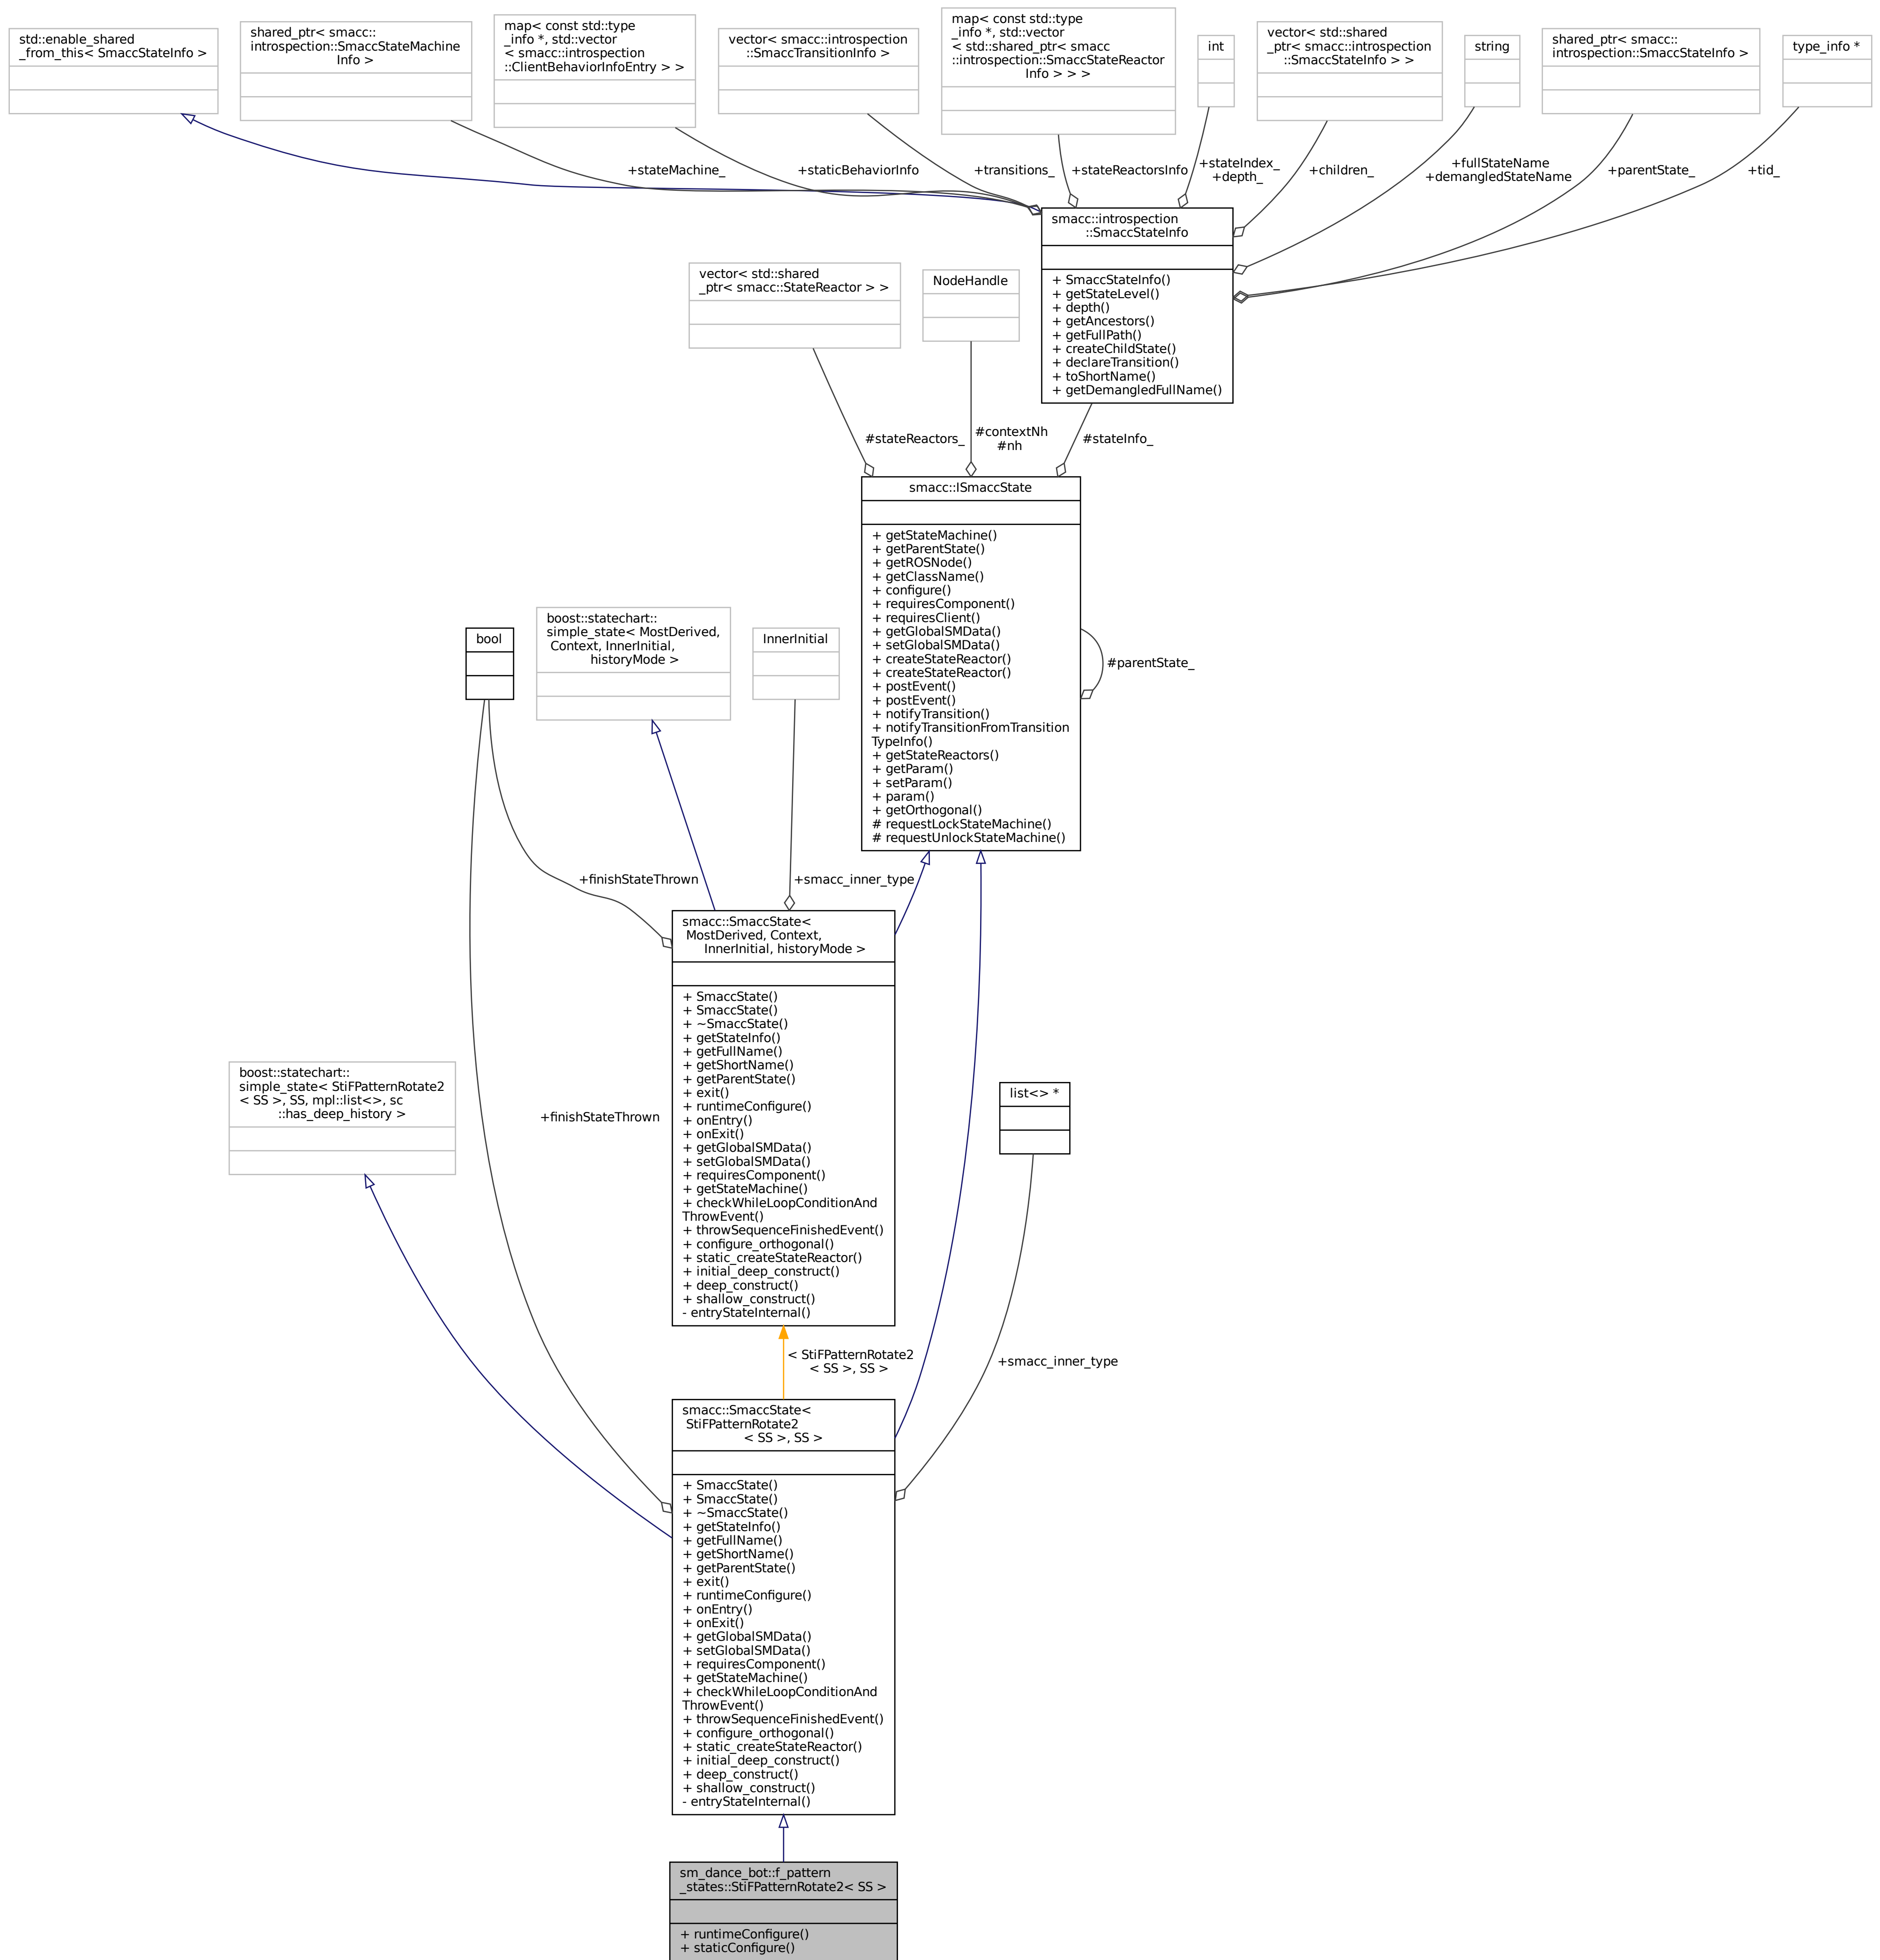 std::enable_shared
_from_this< SmaccStateInfo >
shared_ptr< smacc::
introspection::SmaccStateMachine
Info >
map< const std::type
_info *, std::vector
< smacc::introspection
::ClientBehaviorInfoEntry > >
vector< smacc::introspection
::SmaccTransitionInfo >
map< const std::type
_info *, std::vector
< std::shared_ptr< smacc
::introspection::SmaccStateReactor
Info > > >
int
vector< std::shared
_ptr< smacc::introspection
::SmaccStateInfo > >
string
shared_ptr< smacc::
introspection::SmaccStateInfo >
type_info *
+stateMachine_
+staticBehaviorInfo
+transitions_
+stateReactorsInfo
+stateIndex_
+depth_
+children_
+fullStateName
+demangledStateName
+parentState_
+tid_
smacc::introspection
::SmaccStateInfo
+ SmaccStateInfo()
+ getStateLevel()
+ depth()
+ getAncestors()
+ getFullPath()
+ createChildState()
+ declareTransition()
+ toShortName()
+ getDemangledFullName()
vector< std::shared
_ptr< smacc::StateReactor > >
NodeHandle
#stateReactors_
#contextNh
#nh
#stateInfo_
smacc::ISmaccState
+ getStateMachine()
+ getParentState()
+ getROSNode()
+ getClassName()
+ configure()
+ requiresComponent()
+ requiresClient()
+ getGlobalSMData()
+ setGlobalSMData()
+ createStateReactor()
+ createStateReactor()
+ postEvent()
+ postEvent()
+ notifyTransition()
+ notifyTransitionFromTransition
TypeInfo()
+ getStateReactors()
+ getParam()
+ setParam()
+ param()
+ getOrthogonal()
# requestLockStateMachine()
# requestUnlockStateMachine()
#parentState_
bool
boost::statechart::
simple_state< MostDerived,
Context, InnerInitial,
historyMode >
InnerInitial
+finishStateThrown
+smacc_inner_type
smacc::SmaccState<
MostDerived, Context,
InnerInitial, historyMode >
+ SmaccState()
+ SmaccState()
+ ~SmaccState()
+ getStateInfo()
+ getFullName()
+ getShortName()
+ getParentState()
+ exit()
+ runtimeConfigure()
+ onEntry()
+ onExit()
+ getGlobalSMData()
+ setGlobalSMData()
+ requiresComponent()
+ getStateMachine()
+ checkWhileLoopConditionAnd
ThrowEvent()
+ throwSequenceFinishedEvent()
+ configure_orthogonal()
+ static_createStateReactor()
+ initial_deep_construct()
+ deep_construct()
+ shallow_construct()
- entryStateInternal()
boost::statechart::
simple_state< StiFPatternRotate2
< SS >, SS, mpl::list<>, sc
::has_deep_history >
+finishStateThrown
list<> *
< StiFPatternRotate2
< SS >, SS >
+smacc_inner_type
smacc::SmaccState<
StiFPatternRotate2
< SS >, SS >
+ SmaccState()
+ SmaccState()
+ ~SmaccState()
+ getStateInfo()
+ getFullName()
+ getShortName()
+ getParentState()
+ exit()
+ runtimeConfigure()
+ onEntry()
+ onExit()
+ getGlobalSMData()
+ setGlobalSMData()
+ requiresComponent()
+ getStateMachine()
+ checkWhileLoopConditionAnd
ThrowEvent()
+ throwSequenceFinishedEvent()
+ configure_orthogonal()
+ static_createStateReactor()
+ initial_deep_construct()
+ deep_construct()
+ shallow_construct()
- entryStateInternal()
sm_dance_bot::f_pattern
_states::StiFPatternRotate2< SS >
+ runtimeConfigure()
+ staticConfigure()